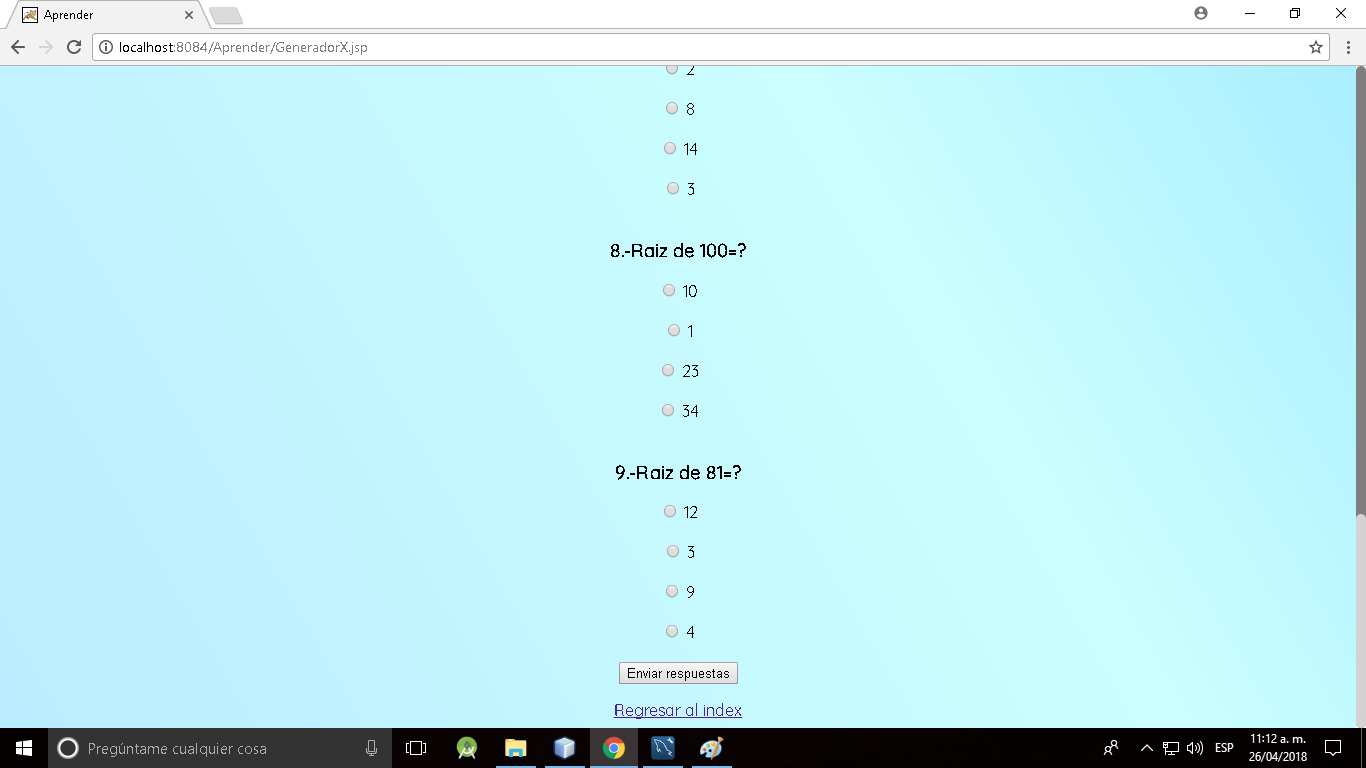 Aprender
localhost:8084/Aprender/GeneradorX.jsp
2
8
14
3
8.-Raiz de 100=?
10
1
23
34
9.-Raiz de 81=?
12
3
9
4
Enviar respuestas
Regresar al index
Pregúntame cualquier cosa
ESP
11:12 a. m.
26/04/2018